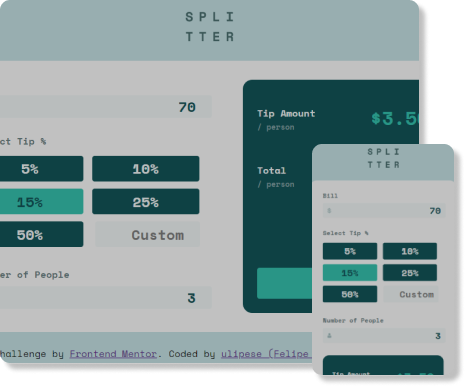 SPLI
TTER
70
ct Tip %
5% 10%
15% 25%
50% Custom
er of People
3
Tip Amount
/ person
$3.50
Total
/ person
hallenge by Frontend Mentor. Coded by ulipese (Felipe
SPLI
TTER
Bill
$ 70
Select Tip %
5% 10%
15% 25%
50% Custom
Number of People
3
Tip Amount